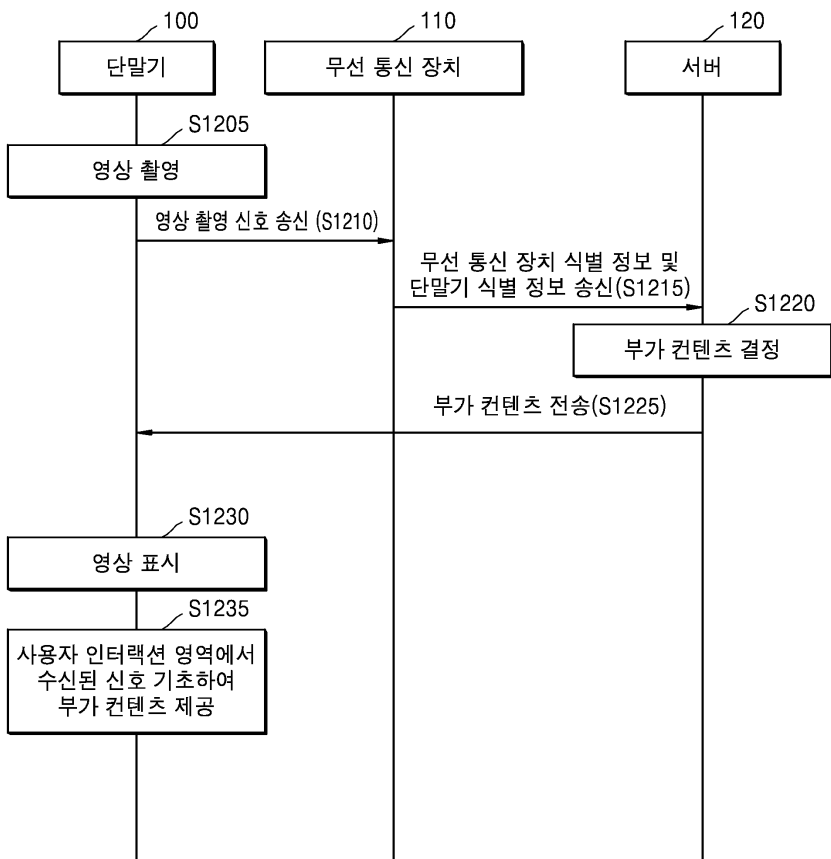 100
110
120
단말기
무선 통신 장치
서버
S1205
영상 촬영
영상 촬영 신호 송신 (S1210)
무선 통신 장치 식별 정보 및
단말기 식별 정보 송신(S1215)
S1220
부가 컨텐츠 결정
부가 컨텐츠 전송(S1225)
S1230
영상 표시
S1235
사용자 인터랙션 영역에서
수신된 신호 기초하여
부가 컨텐츠 제공